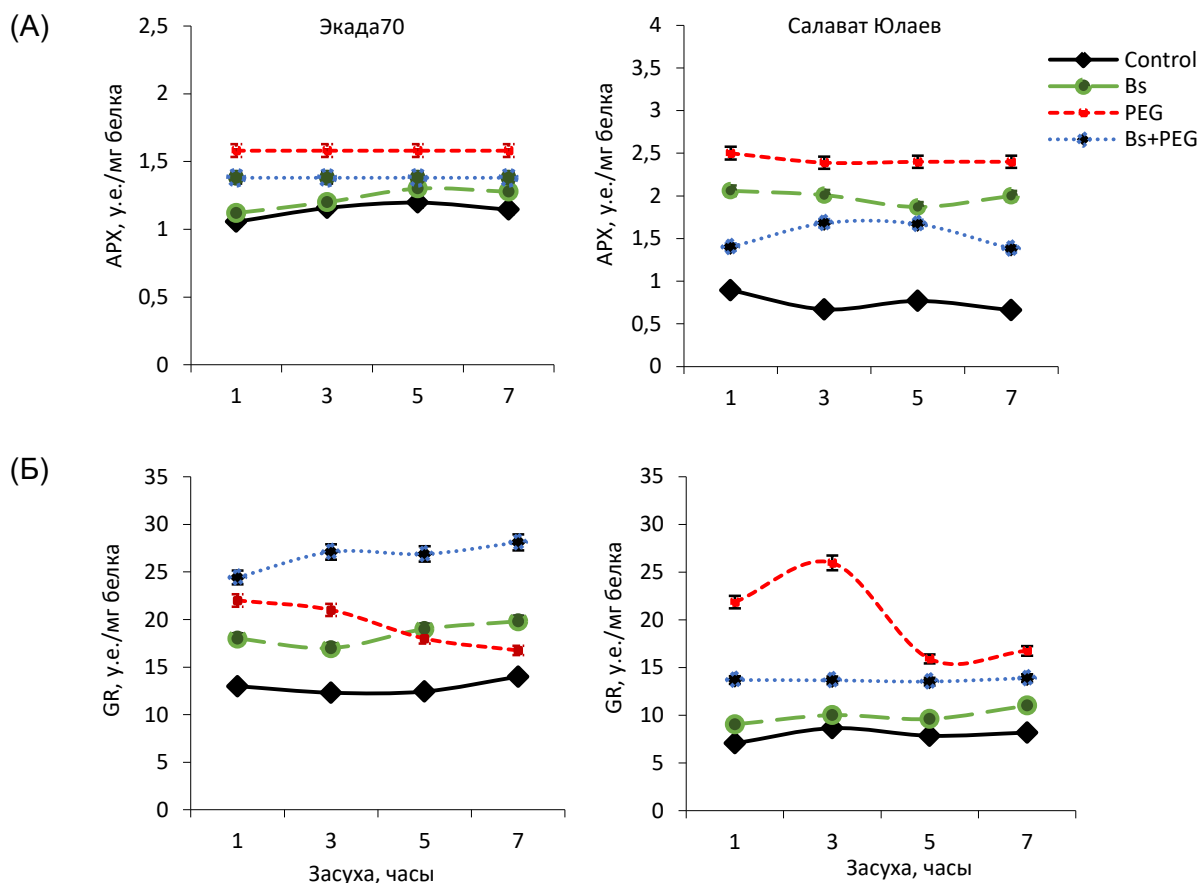 (А)
Экада70
Салават Юлаев
APX, у.е./мг белка
2,5
2
1,5
1
0,5
0
1 3 5 7
APX, у.е./мг белка
4
3,5
3
2,5
2
1,5
1
0,5
0
1 3 5 7
Control
Bs
PEG
Bs+PEG
(Б)
GR, у.е./мг белка
35
30
25
20
15
10
5
0
1 3 5 7
Засуха, часы
GR, у.е./мг белка
35
30
25
20
15
10
5
0
1 3 5 7
Засуха, часы